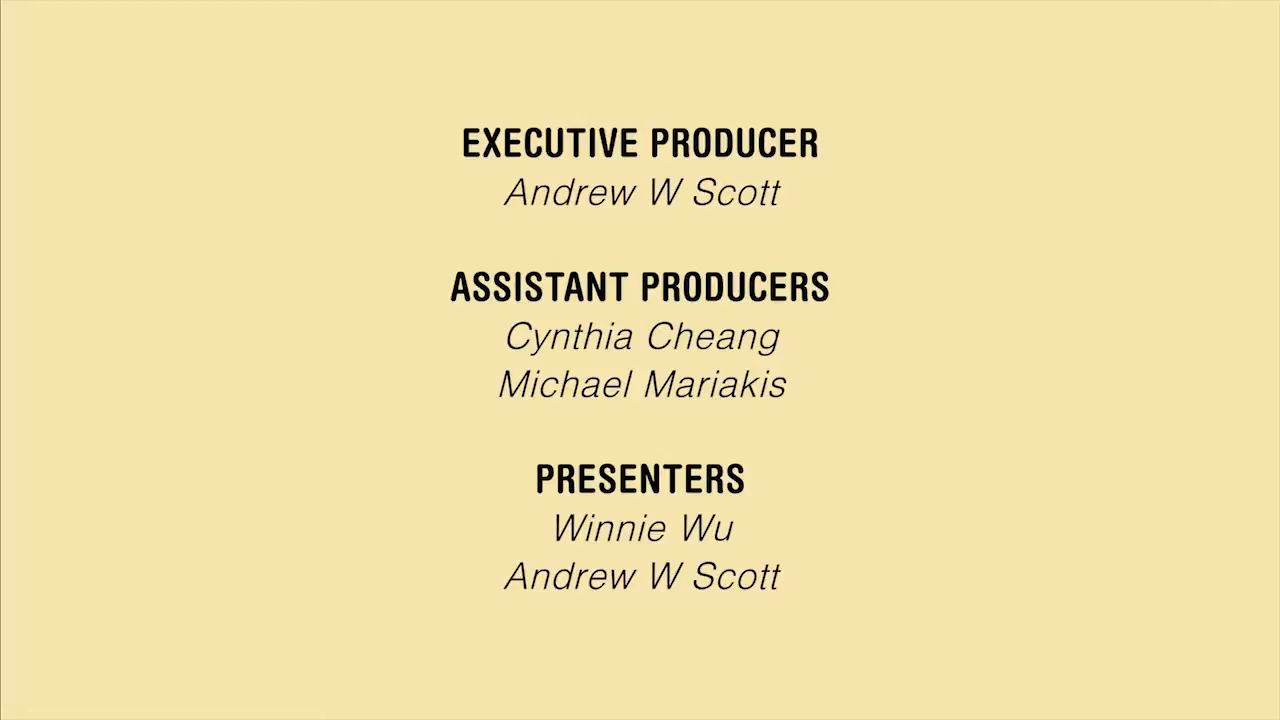 EXECUTIVE PRODUCER
Andrew W Scott
ASSISTANT PRODUCERS
Cynthia Cheang
Michael Mariakis
PRESENTERS
Winnie Wu
Andrew W Scott